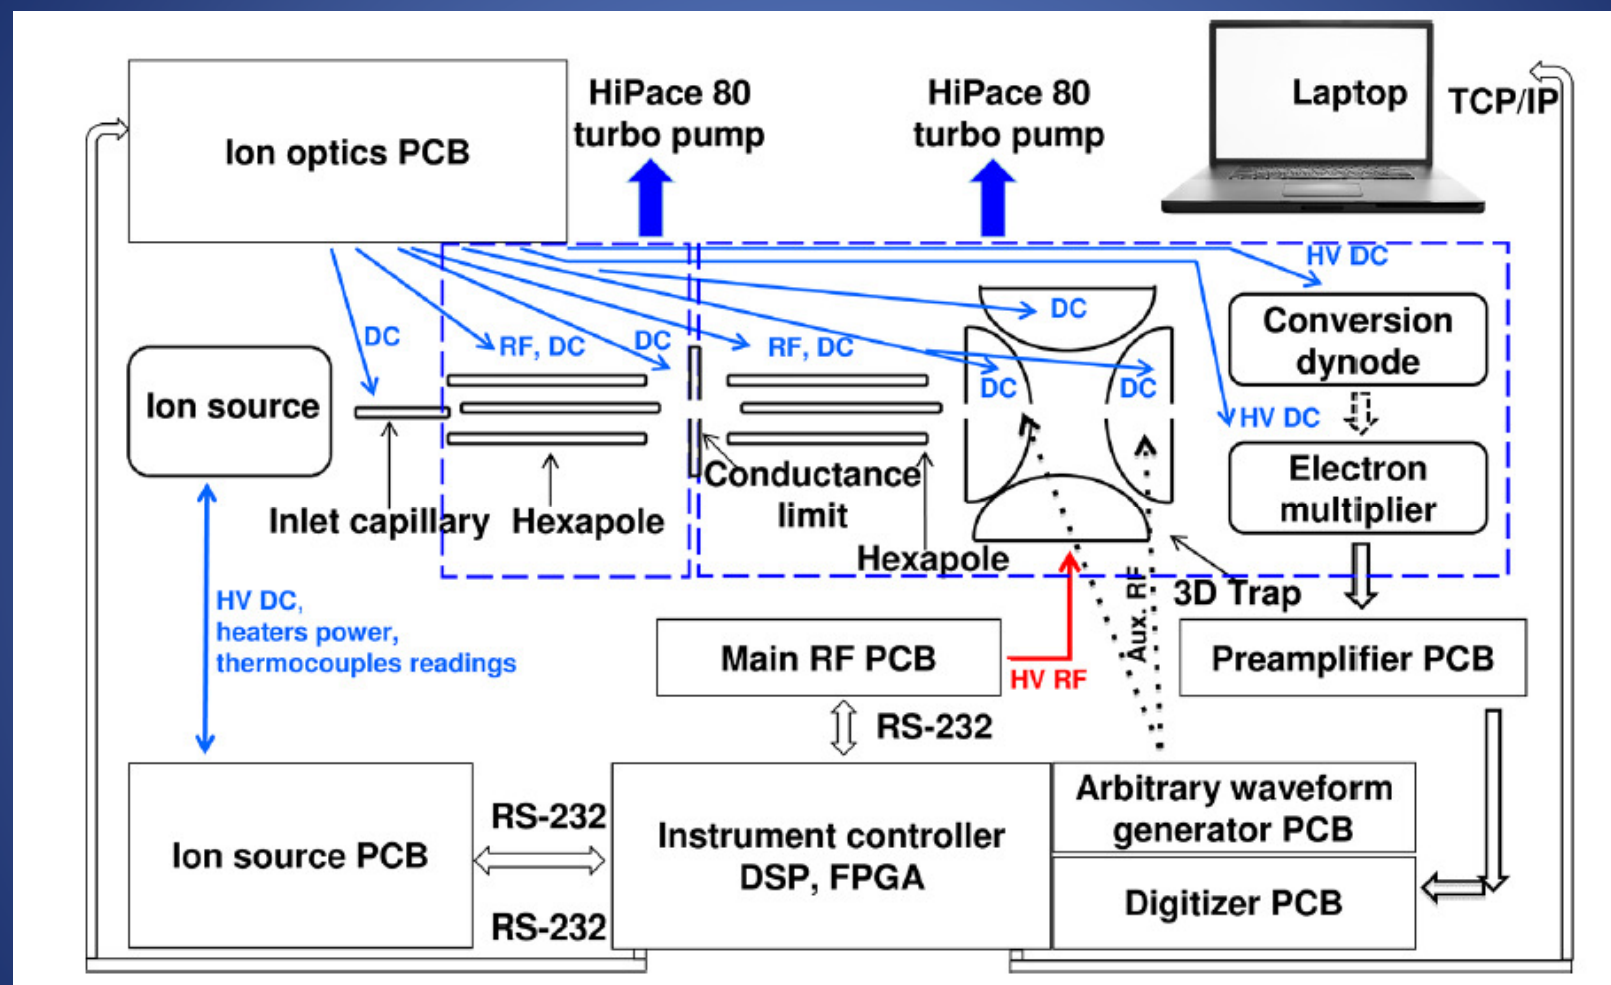 Ion optics PCB
HiPace 80
turbo pump
HiPace 80
turbo pump
Laptop
TCP/IP
HV DC
DC
RF, DC
DC
RF, DC
DC
DC
DC
HV DC
Conversion
dynode
Ion source
Electron
multiplier
Inlet capillary
Hexapole
Conductance
limit
Hexapole
3D Trap
HV DC,
heaters power,
thermocouples readings
Main RF PCB
HV RF
Aux. RF
Preamplifier PCB
RS-232
Ion source PCB
RS-232
RS-232
Instrument controller
DSP, FPGA
Arbitrary waveform
generator PCB
Digitizer PCB